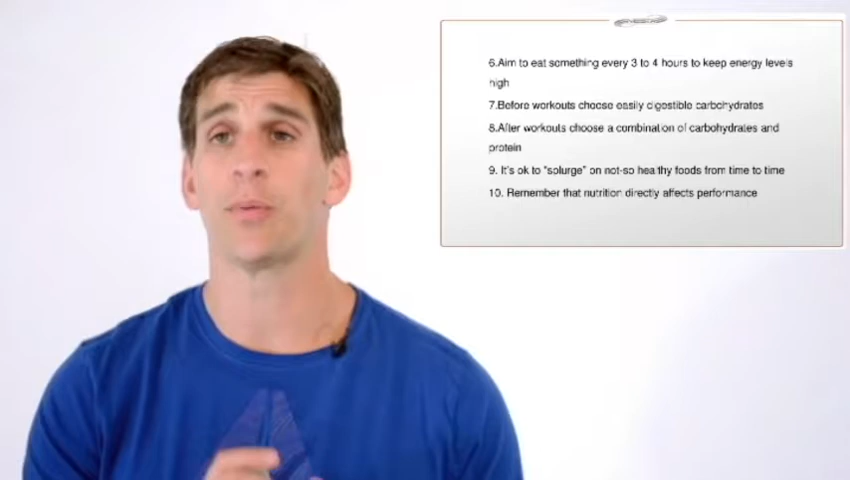 6.Aim to eat something every 3 to 4 hours to keep energy levels
high
7.Before workouts choose easily digestible carbohydrates
8.After workouts choose a combination of carbohydrates and
protein
9. It's ok to "splurge" on not-so healthy foods from time to time
10. Remember that nutrition directly affects performance